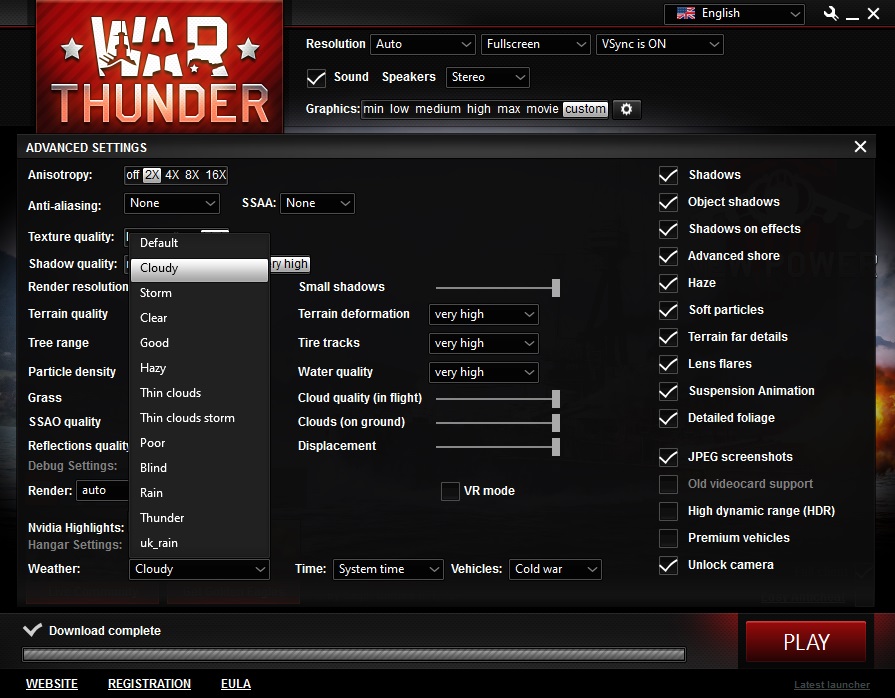 English
WAR
THUNDER
Resolution Auto Fullscreen VSync is ON
Sound Speakers Stereo
Graphics: min low medium high max movie custom
ADVANCED SETTINGS
Anisotropy: off 2X 4X 8X 16X
Anti-aliasing: None SSAA: None
Texture quality:
Shadow quality: ry high
Render resolution
Terrain quality
Tree range
Particle density
Grass
SSAO quality
Reflections quality
Debug Settings:
Render: auto
Nvidia Highlights:
Hangar Settings:
Weather: Cloudy
Default
Cloudy
Storm
Clear
Good
Hazy
Thin clouds
Thin clouds storm
Poor
Blind
Rain
Thunder
uk_rain
Small shadows
Terrain deformation very high
Tire tracks very high
Water quality very high
Cloud quality (in flight)
Clouds (on ground)
Displacement
VR mode
Time: System time Vehicles: Cold war
Shadows
Object shadows
Shadows on effects
Advanced shore
Haze
Soft particles
Terrain far details
Lens flares
Suspension Animation
Detailed foliage
JPEG screenshots
Old videocard support
High dynamic range (HDR)
Premium vehicles
Unlock camera
Download complete
PLAY
WEBSITE REGISTRATION EULA
Latest launcher